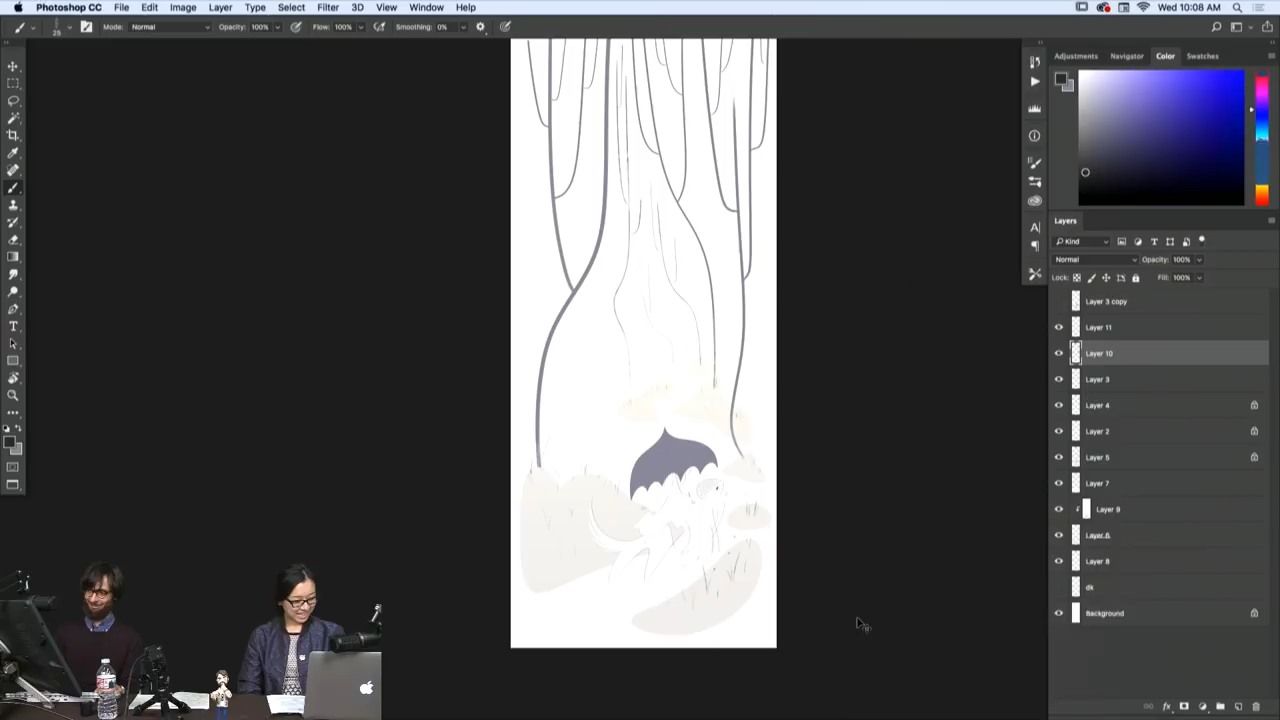 Photoshop CC File Edit Image Layer Type Select Filter 3D View Window Help Wed 10:08 AM
25 Mode: Normal Opacity: 100% Flow: 100% Smoothing: 0%
Adjustments Navigator Color Swatches
Layers
Kind
Normal Opacity: 100%
Lock: Fill: 100%
Layer 3 copy
Layer 11
Layer 10
Layer 3
Layer 4
Layer 2
Layer 5
Layer 7
Layer 9
Layer 6
Layer 8
dk
Background